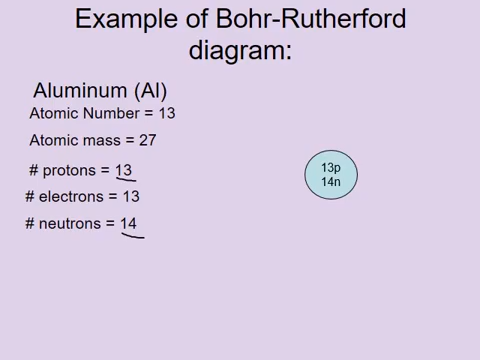 Example of Bohr-Rutherford
diagram:
Aluminum (Al)
Atomic Number = 13
Atomic mass = 27
# protons = 13
# electrons = 13
# neutrons = 14
13p
14n